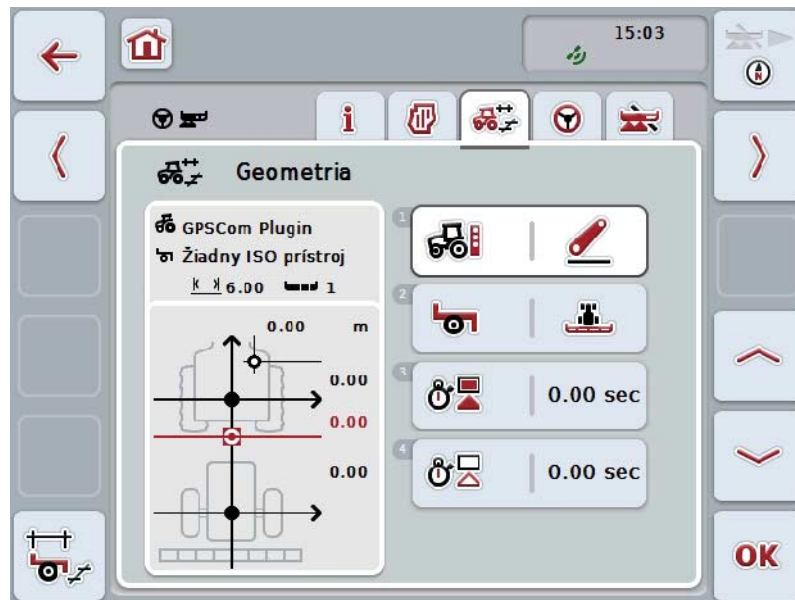 15:03
N
i
Geometria
GPSCom Plugin
Žiadny ISO prístroj
6.00 1
0.00 m
0.00
0.00
0.00
1
2
3
0.00 sec
4
0.00 sec
OK